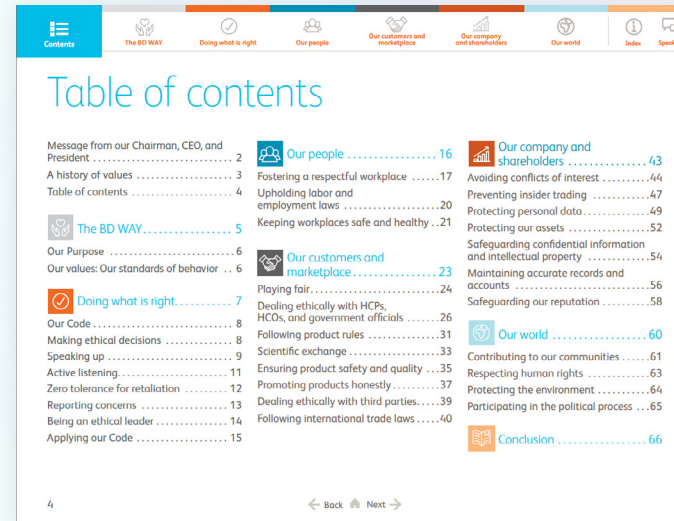 Contents
The BD WAY
Doing what is right
Our people
Our customers and
marketplace
Our company
and shareholders
Our world
Index
Table of contents
Message from our Chairman, CEO, and
President .................. 2
A history of values .................. 3
Table of contents .................. 4
The BD WAY .................. 5
Our Purpose .................. 6
Our values: Our standards of behavior .. 6
Doing what is right .................. 7
Our Code .................. 8
Making ethical decisions .................. 8
Speaking up .................. 9
Active listening .................. 11
Zero tolerance for retaliation .................. 12
Reporting concerns .................. 13
Being an ethical leader .................. 14
Applying our Code .................. 15
Our people .................. 16
Fostering a respectful workplace ......17
Upholding labor and
employment laws ..................20
Keeping workplaces safe and healthy ..21
Our customers and
marketplace ..................23
Playing fair ..................24
Dealing ethically with HCPs,
HCOs, and government officials .......26
Following product rules ..................31
Scientific exchange ..................33
Ensuring product safety and quality ...35
Promoting products honestly ..........37
Dealing ethically with third parties.....39
Following international trade laws .....40
Our company and
shareholders .................. 43
Avoiding conflicts of interest ..........44
Preventing insider trading ............47
Protecting personal data ..............49
Protecting our assets ..................52
Safeguarding confidential information
and intellectual property .............54
Maintaining accurate records and
accounts ..................56
Safeguarding our reputation ..........58
Our world .................. 60
Contributing to our communities ......61
Respecting human rights .............63
Protecting the environment ...........64
Participating in the political process ...65
Conclusion .................. 66
4
Back
Next